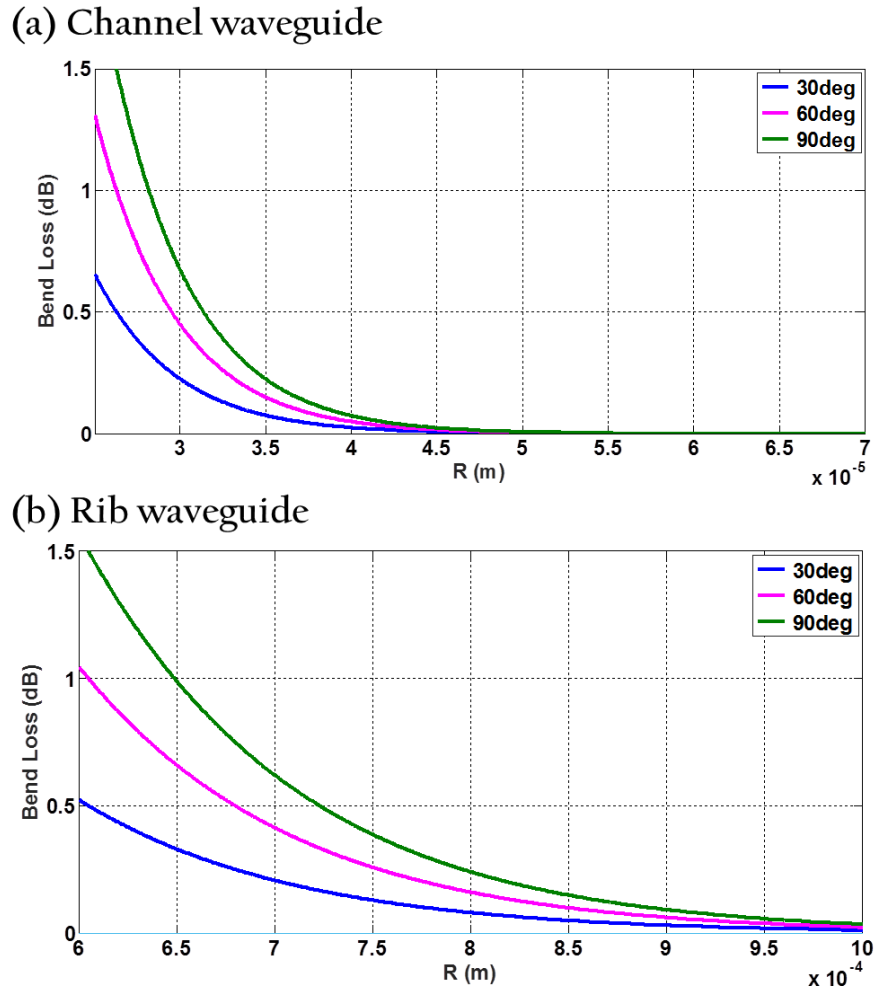 (a) Channel waveguide
1.5
1
0.5
0
Bend Loss (dB)
30deg
60deg
90deg
3 3.5 4 4.5 5 5.5 6 6.5 7
R (m)
x 10⁻⁵
(b) Rib waveguide
1.5
1
0.5
0
Bend Loss (dB)
30deg
60deg
90deg
6 6.5 7 7.5 8 8.5 9 9.5 10
R (m)
x 10⁻⁴